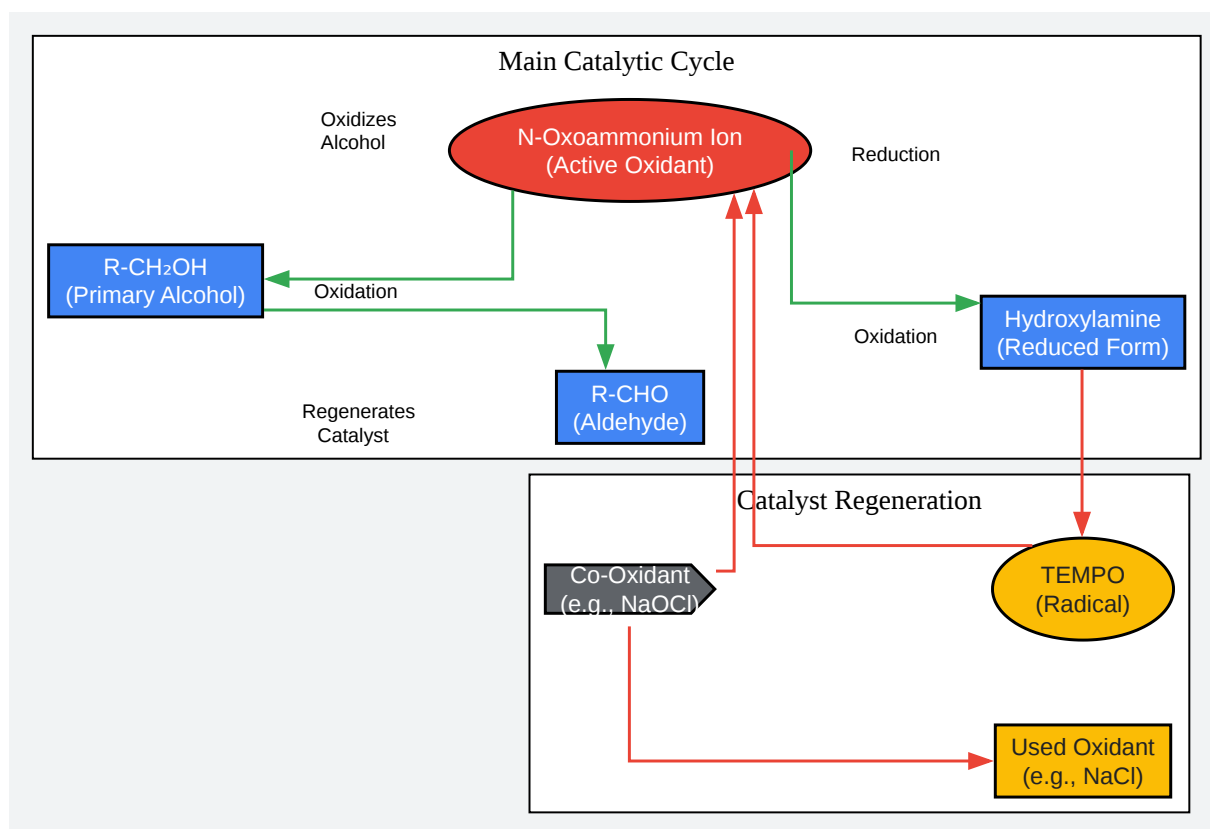 Main Catalytic Cycle
Oxidizes
Alcohol
N-Oxoammonium Ion
(Active Oxidant)
Reduction
R-CH₂OH
(Primary Alcohol)
Oxidation
Hydroxylamine
(Reduced Form)
Oxidation
R-CHO
(Aldehyde)
Regenerates
Catalyst
Catalyst Regeneration
Co-Oxidant
(e.g., NaOCl)
TEMPO
(Radical)
Used Oxidant
(e.g., NaCl)